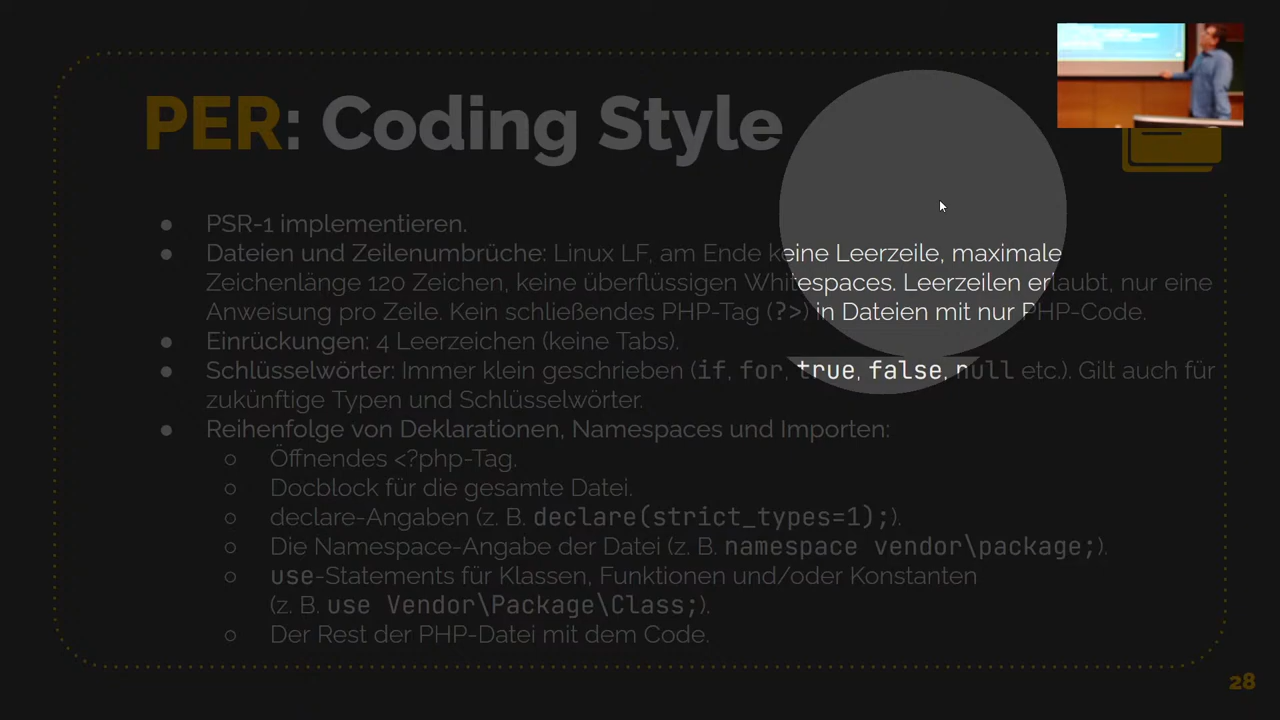 PER: Coding Style
● PSR-1 implementieren.
● Dateien und Zeilenumbrüche: Linux LF, am Ende keine Leerzeile, maximale
Zeichenlänge 120 Zeichen, keine überflüssigen Whitespaces. Leerzeilen erlaubt, nur eine
Anweisung pro Zeile. Kein schließendes PHP-Tag (?>) in Dateien mit nur PHP-Code.
● Einrückungen: 4 Leerzeichen (keine Tabs).
● Schlüsselwörter: Immer klein geschrieben (if, for, true, false, null etc.). Gilt auch für
zukünftige Typen und Schlüsselwörter.
● Reihenfolge von Deklarationen, Namespaces und Importen:
○ Öffnendes <?php-Tag.
○ Docblock für die gesamte Datei.
○ declare-Angaben (z. B. declare(strict_types=1);).
○ Die Namespace-Angabe der Datei (z. B. namespace vendor\package;).
○ use-Statements für Klassen, Funktionen und/oder Konstanten
(z. B. use Vendor\Package\Class;).
○ Der Rest der PHP-Datei mit dem Code.
28